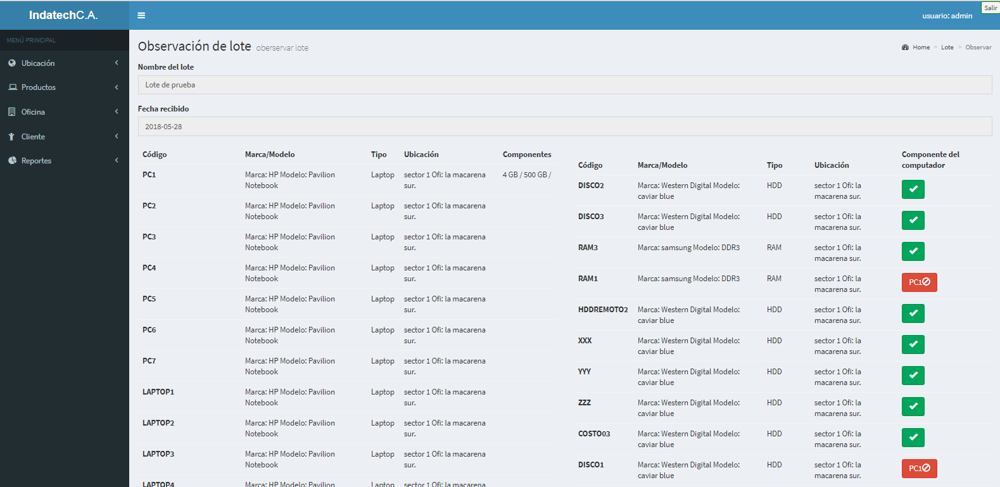 IndatechC.A.
usuario: admin
Salir
MENÚ PRINCIPAL
Ubicación
Productos
Oficina
Cliente
Reportes
Observación de lote oberservar lote
Home > Lote > Observar
Nombre del lote
Lote de prueba
Fecha recibido
2018-05-28
Código Marca/Modelo Tipo Ubicación Componentes
PC1 Marca: HP Modelo: Pavilion Laptop sector 1 Ofi: la macarena 4 GB / 500 GB /
Notebook sur.
PC2 Marca: HP Modelo: Pavilion Laptop sector 1 Ofi: la macarena
Notebook sur.
PC3 Marca: HP Modelo: Pavilion Laptop sector 1 Ofi: la macarena
Notebook sur.
PC4 Marca: HP Modelo: Pavilion Laptop sector 1 Ofi: la macarena
Notebook sur.
PC5 Marca: HP Modelo: Pavilion Laptop sector 1 Ofi: la macarena
Notebook sur.
PC6 Marca: HP Modelo: Pavilion Laptop sector 1 Ofi: la macarena
Notebook sur.
PC7 Marca: HP Modelo: Pavilion Laptop sector 1 Ofi: la macarena
Notebook sur.
LAPTOP1 Marca: HP Modelo: Pavilion Laptop sector 1 Ofi: la macarena
Notebook sur.
LAPTOP2 Marca: HP Modelo: Pavilion Laptop sector 1 Ofi: la macarena
Notebook sur.
LAPTOP3 Marca: HP Modelo: Pavilion Laptop sector 1 Ofi: la macarena
Notebook sur.
LAPTOP4 Marca: HP Modelo: Pavilion Laptop sector 1 Ofi: la macarena
Componente del
Código Marca/Modelo Tipo Ubicación computador
DISCO2 Marca: Western Digital Modelo: HDD sector 1 Ofi: la
caviar blue macarena sur.
DISCO3 Marca: Western Digital Modelo: HDD sector 1 Ofi: la
caviar blue macarena sur.
RAM3 Marca: samsung Modelo: DDR3 RAM sector 1 Ofi: la
macarena sur.
RAM1 Marca: samsung Modelo: DDR3 RAM sector 1 Ofi: la PC1
macarena sur.
HDDREMOTO2 Marca: Western Digital Modelo: HDD sector 1 Ofi: la
caviar blue macarena sur.
XXX Marca: Western Digital Modelo: HDD sector 1 Ofi: la
caviar blue macarena sur.
YYY Marca: Western Digital Modelo: HDD sector 1 Ofi: la
caviar blue macarena sur.
ZZZ Marca: Western Digital Modelo: HDD sector 1 Ofi: la
caviar blue macarena sur.
COSTO03 Marca: Western Digital Modelo: HDD sector 1 Ofi: la
caviar blue macarena sur.
DISCO1 Marca: Western Digital Modelo: HDD sector 1 Ofi: la PC1
caviar blue macarena sur.